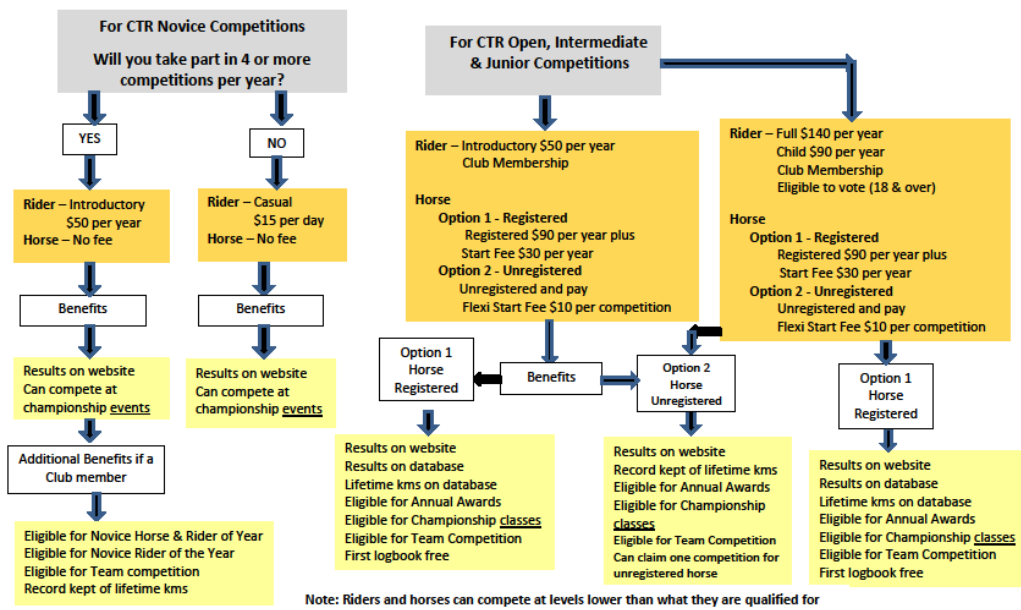 For CTR Novice Competitions
Will you take part in 4 or more
competitions per year?
YES
NO
Rider – Introductory
$50 per year
Horse – No fee
Rider – Casual
$15 per day
Horse – No fee
Benefits
Benefits
Results on website
Can compete at
championship events
Results on website
Can compete at
championship events
Additional Benefits if a
Club member
Eligible for Novice Horse & Rider of Year
Eligible for Novice Rider of the Year
Eligible for Team competition
Record kept of lifetime kms
For CTR Open, Intermediate
& Junior Competitions
Rider – Introductory $50 per year
Club Membership
Horse
Option 1 - Registered
Registered $90 per year plus
Start Fee $30 per year
Option 2 - Unregistered
Unregistered and pay
Flexi Start Fee $10 per competition
Rider – Full $140 per year
Child $90 per year
Club Membership
Eligible to vote (18 & over)
Horse
Option 1 - Registered
Registered $90 per year plus
Start Fee $30 per year
Option 2 - Unregistered
Unregistered and pay
Flexi Start Fee $10 per competition
Option 1
Horse
Registered
Benefits
Option 2
Horse
Unregistered
Option 1
Horse
Registered
Results on website
Results on database
Lifetime kms on database
Eligible for Annual Awards
Eligible for Championship classes
Eligible for Team Competition
First logbook free
Results on website
Record kept of lifetime kms
Eligible for Annual Awards
Eligible for Championship
classes
Eligible for Team Competition
Can claim one competition for
unregistered horse
Results on website
Results on database
Lifetime kms on database
Eligible for Annual Awards
Eligible for Championship classes
Eligible for Team Competition
First logbook free
Note: Riders and horses can compete at levels lower than what they are qualified for